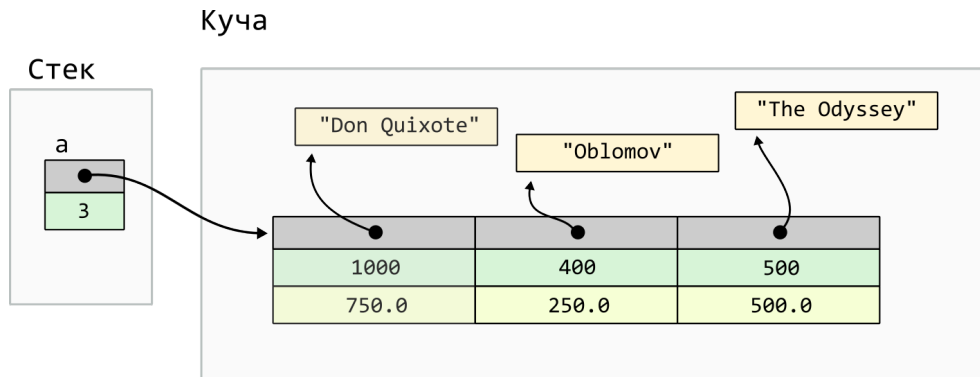 Куча
Стек
"The Odyssey"
"Don Quixote"
"Oblomov"
a
3
1000 400 500
750.0 250.0 500.0